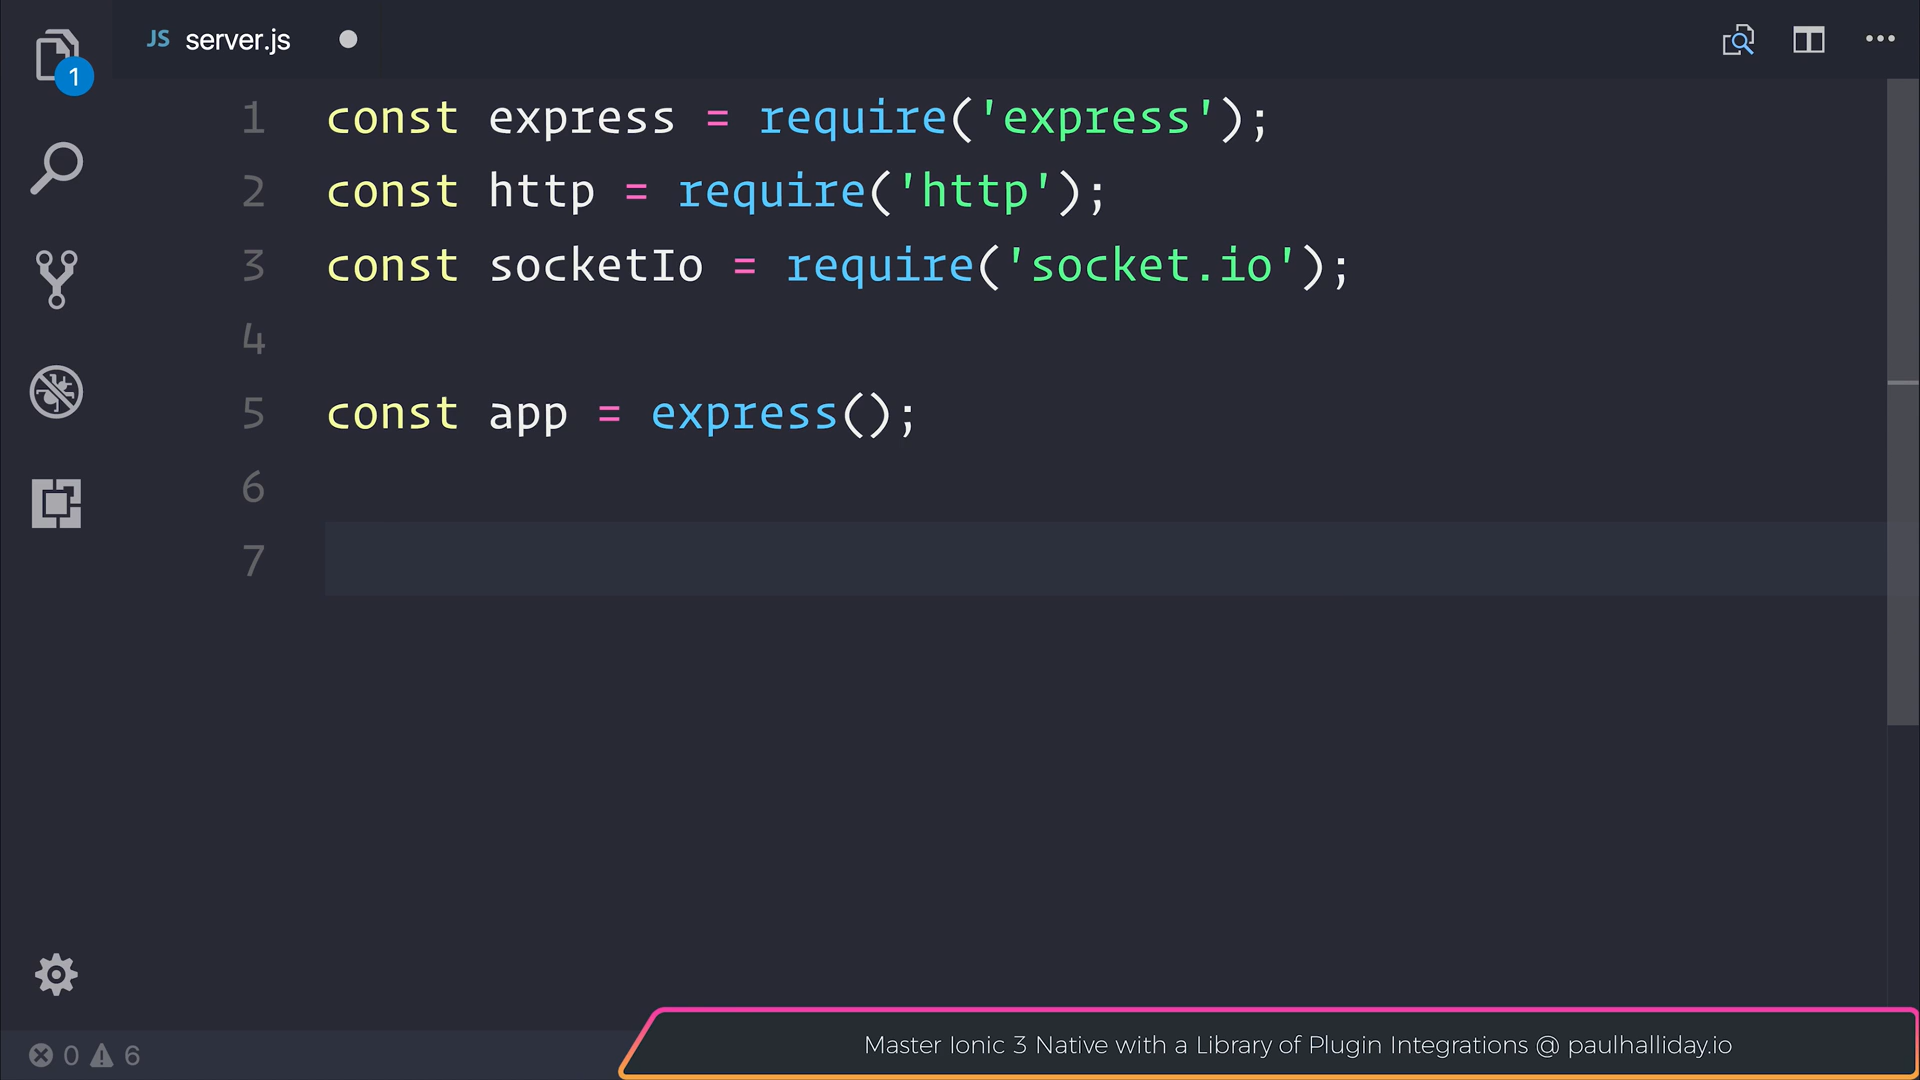 JS server.js
1
1 const express = require('express');
2 const http = require('http');
3 const socketIo = require('socket.io');
4
5 const app = express();
6
7
0 6
Master Ionic 3 Native with a Library of Plugin Integrations @ paulhalliday.io